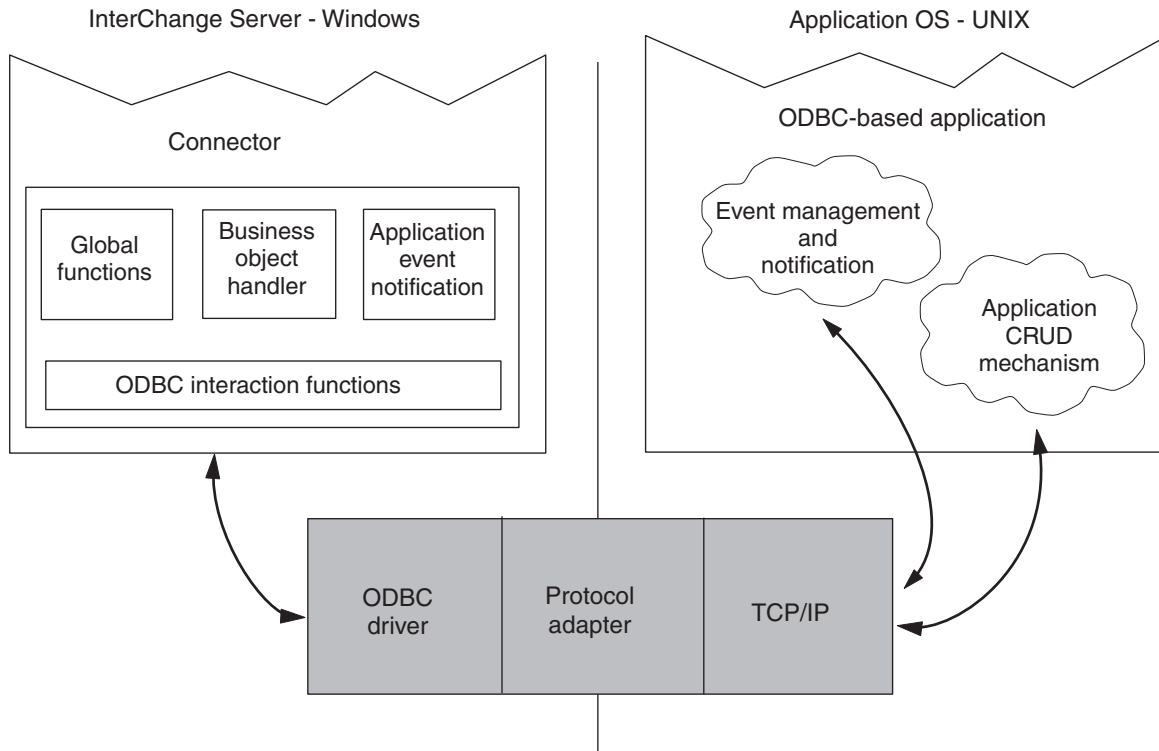 InterChange Server - Windows
Application OS - UNIX
Connector
Global
functions
Business
object
handler
Application
event
notification
ODBC interaction functions
ODBC-based application
Event management
and
notification
Application
CRUD
mechanism
ODBC
driver
Protocol
adapter
TCP/IP